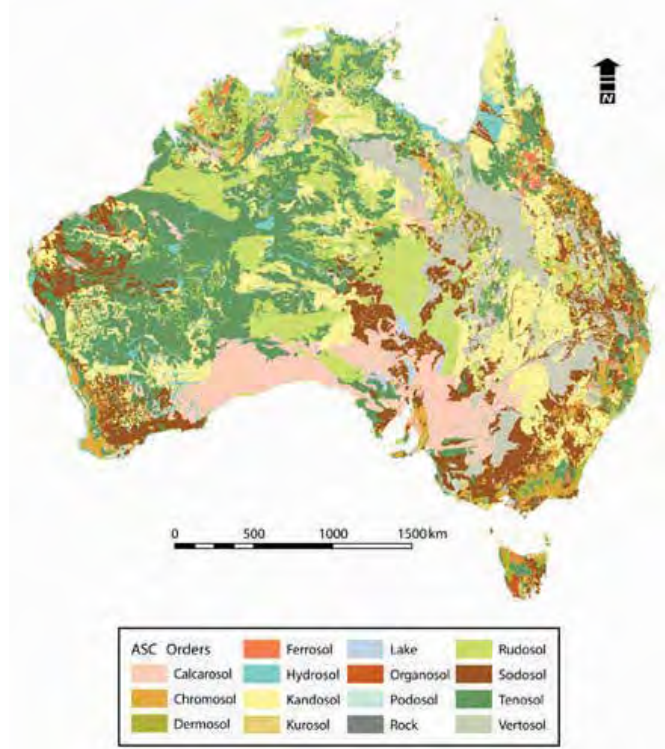 N
0 500 1000 1500km
ASC Orders Ferrosol Lake Rudosol
Calcarosol Hydrosol Organosol Sodosol
Chromosol Kandosol Podosol Tenosol
Dermosol Kurosol Rock Vertosol